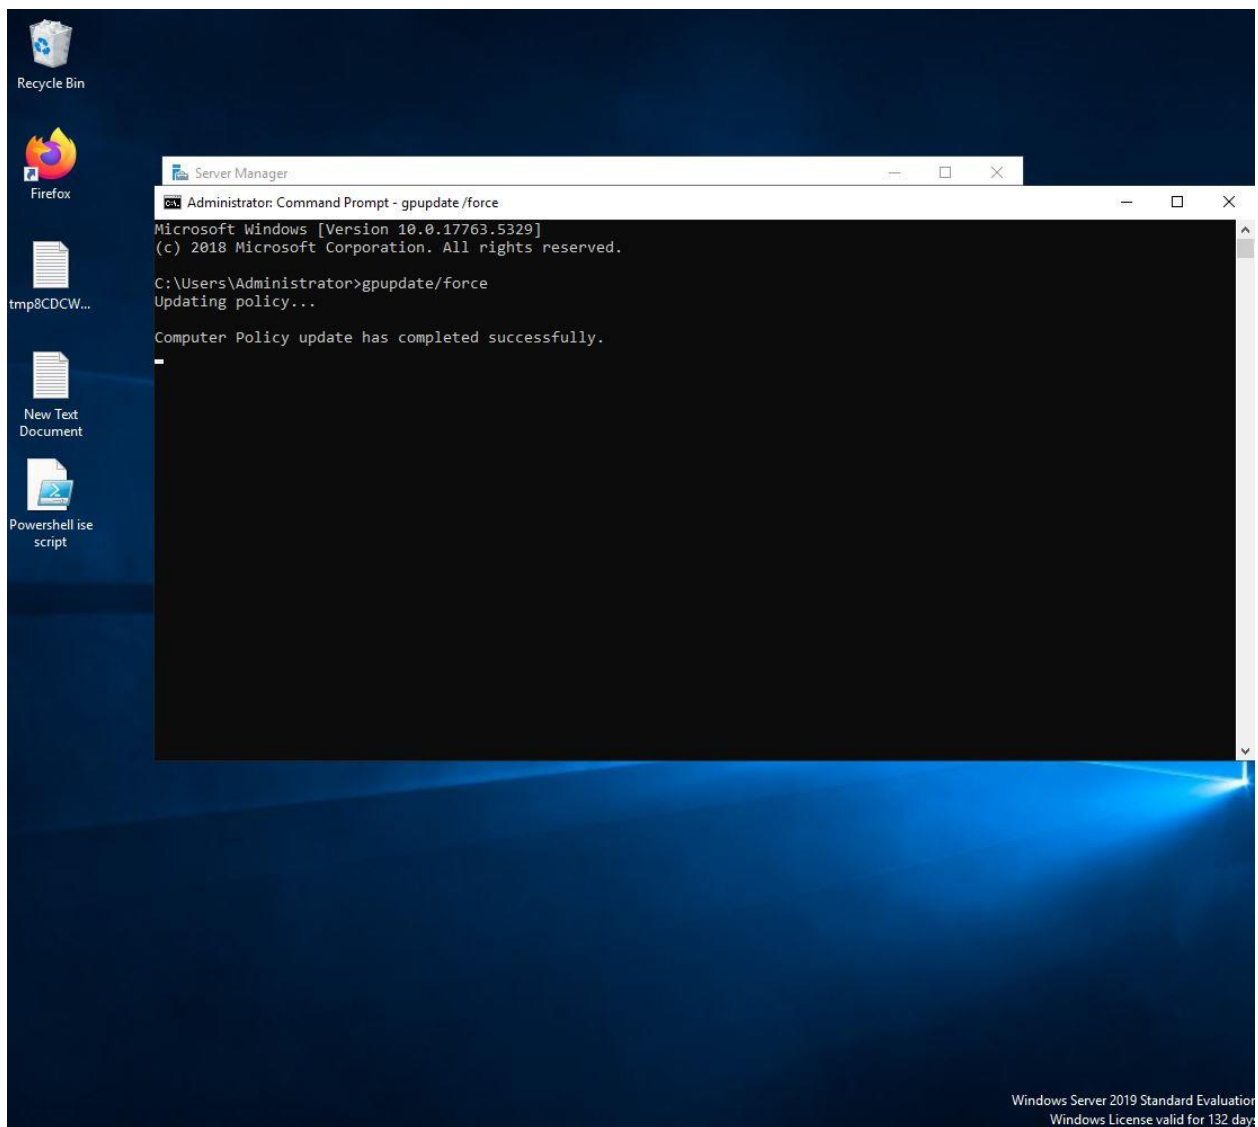 Recycle Bin
Firefox
tmp8CDCW...
New Text
Document
Powershell ise
script
Server Manager
Administrator: Command Prompt - gpupdate /force
Microsoft Windows [Version 10.0.17763.5329]
(c) 2018 Microsoft Corporation. All rights reserved.
C:\Users\Administrator>gpupdate/force
Updating policy...
Computer Policy update has completed successfully.
Windows Server 2019 Standard Evaluation
Windows License valid for 132 days